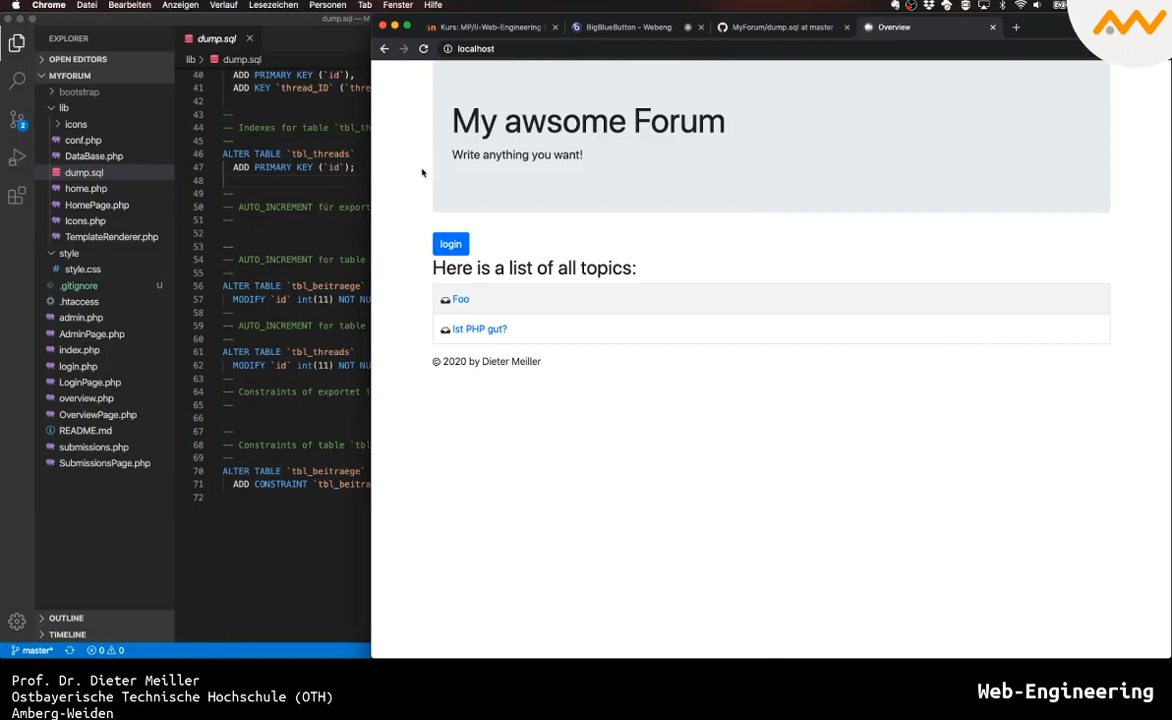 Chrome Datei Bearbeiten Anzeigen Verlauf Lesezeichen Personen Tab Fenster Hilfe
dump.sql — M
EXPLORER
OPEN EDITORS
MYFORUM
bootstrap
lib
icons
conf.php
DataBase.php
dump.sql
home.php
HomePage.php
Icons.php
TemplateRenderer.php
style
style.css
.gitignore U
.htaccess
admin.php
AdminPage.php
index.php
login.php
LoginPage.php
overview.php
OverviewPage.php
README.md
submissions.php
SubmissionsPage.php
OUTLINE
TIMELINE
2
master*
0 0
dump.sql
lib dump.sql
40 ADD PRIMARY KEY (`id`),
41 ADD KEY `thread_ID` (`thre
42
43 --
44 -- Indexes for table `tbl_th
45 --
46 ALTER TABLE `tbl_threads`
47 ADD PRIMARY KEY (`id`);
48
49 --
50 -- AUTO_INCREMENT für export
51 --
52
53 --
54 -- AUTO_INCREMENT for table
55 --
56 ALTER TABLE `tbl_beitraege`
57 MODIFY `id` int(11) NOT NU
58 --
59 -- AUTO_INCREMENT for table
60 --
61 ALTER TABLE `tbl_threads`
62 MODIFY `id` int(11) NOT NU
63 --
64 -- Constraints of exportet t
65 --
66
67 --
68 -- Constraints of table `tbl
69 --
70 ALTER TABLE `tbl_beitraege`
71 ADD CONSTRAINT `tbl_beitra
72
Kurs: MP/II-Web-Engineering
BigBlueButton - Webeng
MyForum/dump.sql at master
Overview
localhost
My awsome Forum
Write anything you want!
login
Here is a list of all topics:
Foo
Ist PHP gut?
© 2020 by Dieter Meiller
Prof. Dr. Dieter Meiller
Ostbayerische Technische Hochschule (OTH)
Amberg-Weiden
Web-Engineering